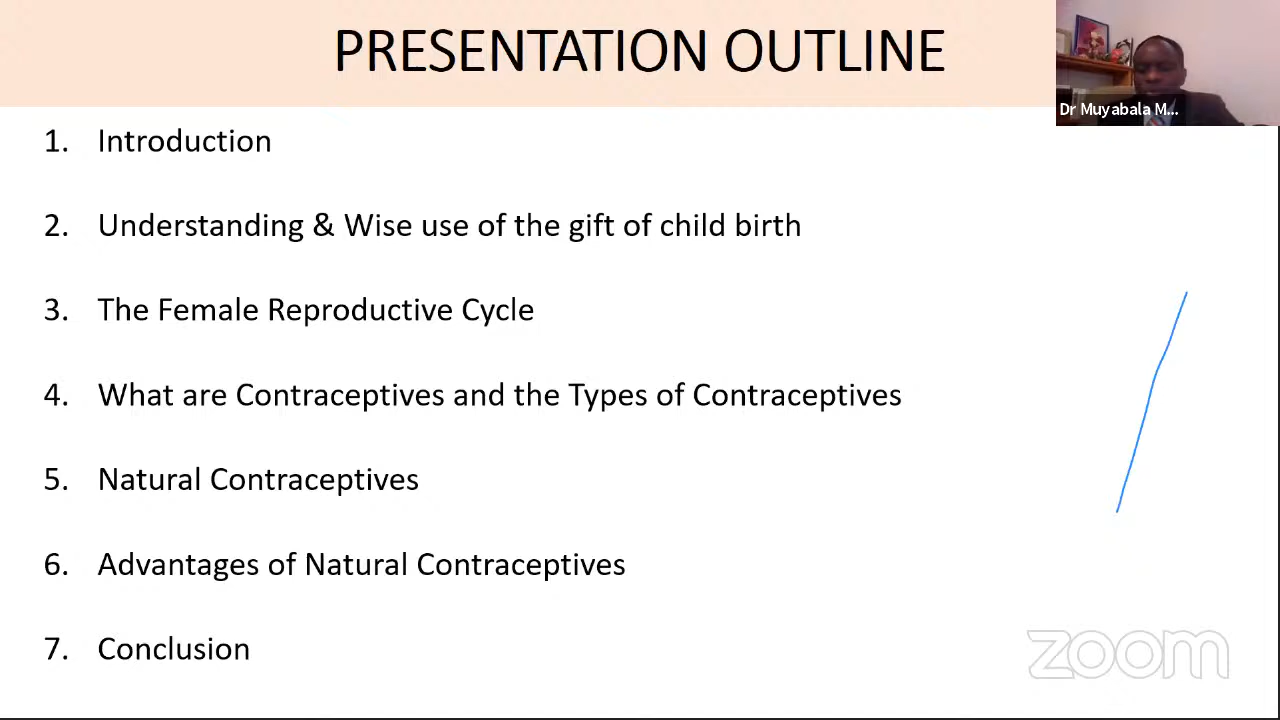 PRESENTATION OUTLINE
Dr Muyabala M...
1. Introduction
2. Understanding & Wise use of the gift of child birth
3. The Female Reproductive Cycle
4. What are Contraceptives and the Types of Contraceptives
5. Natural Contraceptives
6. Advantages of Natural Contraceptives
7. Conclusion
zoom